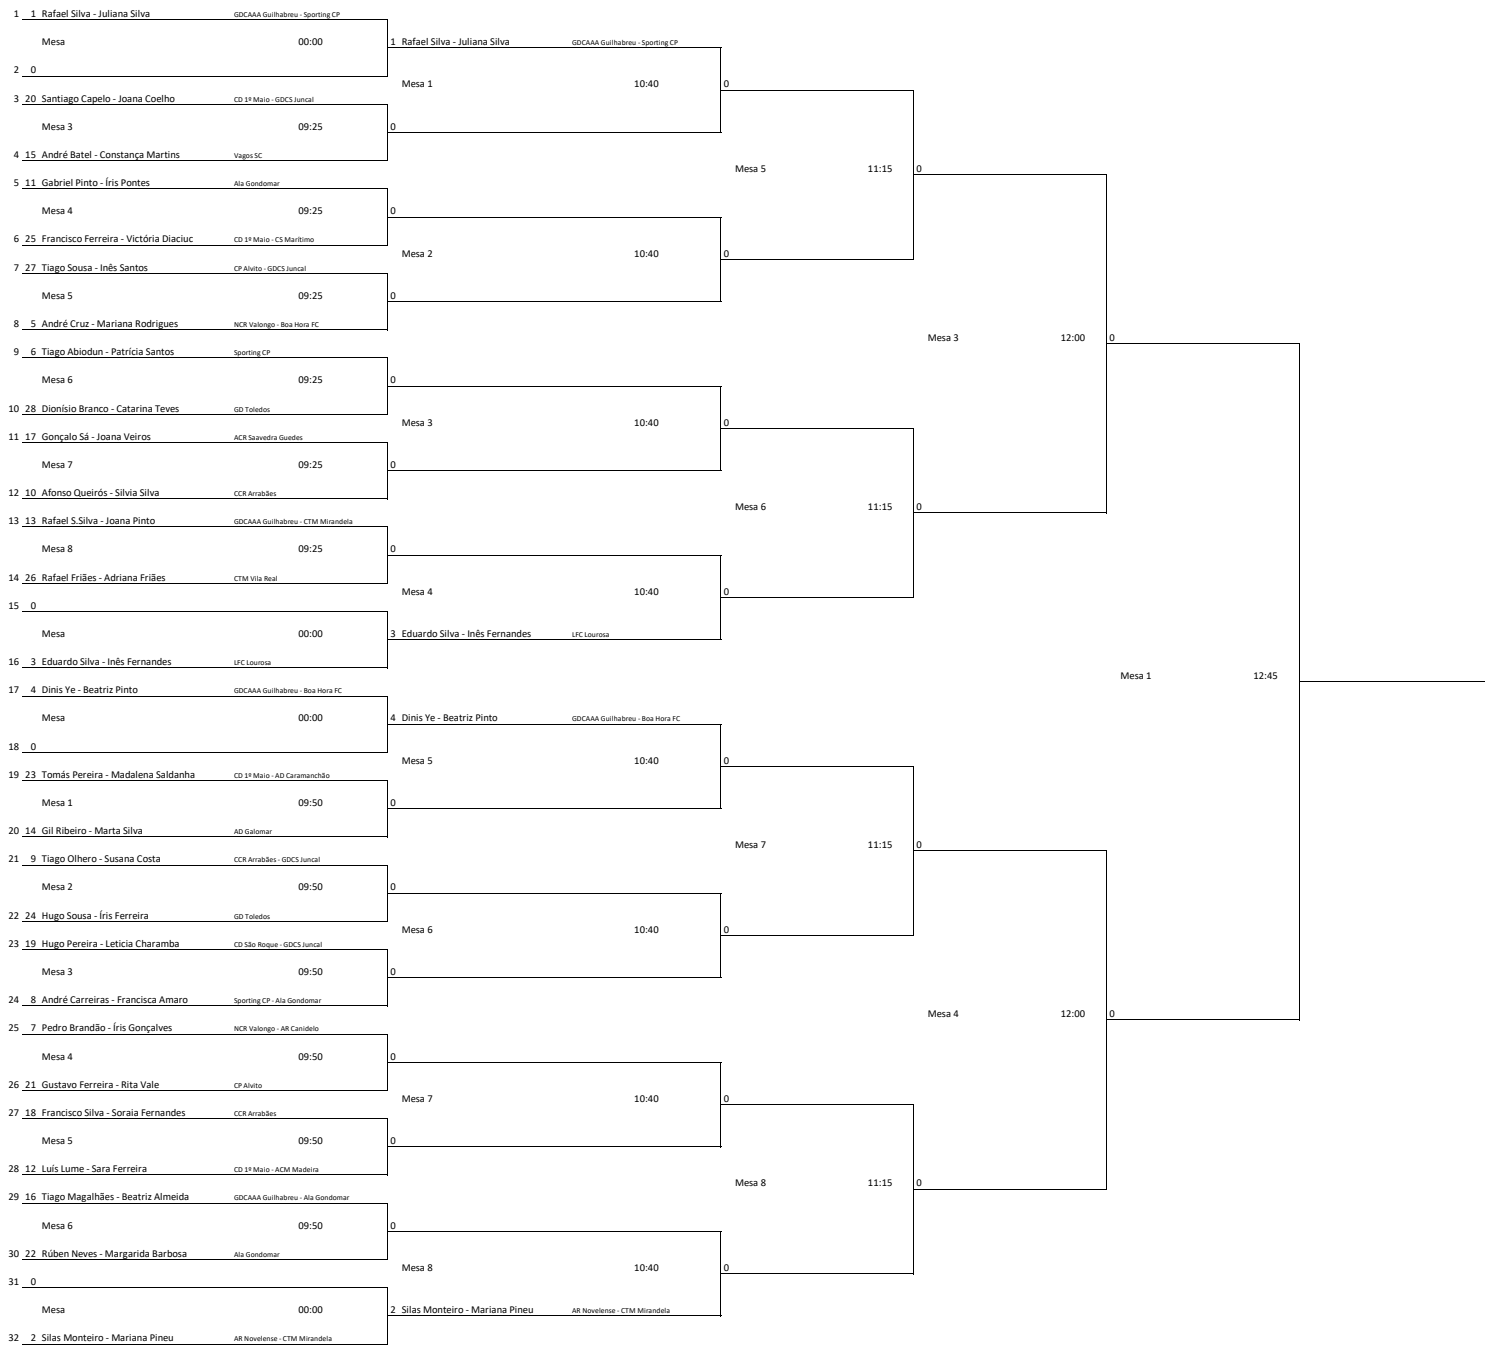 1 1 Rafael Silva - Juliana Silva GDCAAA Guilhabreu - Sporting CP
Mesa 00:00 1 Rafael Silva - Juliana Silva GDCAAA Guilhabreu - Sporting CP
2 0
Mesa 1 10:40 0
3 20 Santiago Capelo - Joana Coelho CD 1º Maio - GDCS Juncal
Mesa 3 09:25 0
4 15 André Batel - Constança Martins Vagos SC
Mesa 5 11:15 0
5 11 Gabriel Pinto - Íris Pontes Ala Gondomar
Mesa 4 09:25 0
6 25 Francisco Ferreira - Victória Diaciuc CD 1º Maio - CS Marítimo
Mesa 2 10:40 0
7 27 Tiago Sousa - Inês Santos CP Alvito - GDCS Juncal
Mesa 5 09:25 0
8 5 André Cruz - Mariana Rodrigues NCR Valongo - Boa Hora FC
Mesa 3 12:00 0
9 6 Tiago Abiodun - Patrícia Santos Sporting CP
Mesa 6 09:25 0
10 28 Dionísio Branco - Catarina Teves GD Toledos
Mesa 3 10:40 0
11 17 Gonçalo Sá - Joana Veiros ACR Saavedra Guedes
Mesa 7 09:25 0
12 10 Afonso Queirós - Silvia Silva CCR Arrabães
Mesa 6 11:15 0
13 13 Rafael S.Silva - Joana Pinto GDCAAA Guilhabreu - CTM Mirandela
Mesa 8 09:25 0
14 26 Rafael Friães - Adriana Friães CTM Vila Real
Mesa 4 10:40 0
15 0
Mesa 00:00 3 Eduardo Silva - Inês Fernandes LFC Lourosa
16 3 Eduardo Silva - Inês Fernandes LFC Lourosa
Mesa 1 12:45
17 4 Dinis Ye - Beatriz Pinto GDCAAA Guilhabreu - Boa Hora FC
Mesa 00:00 4 Dinis Ye - Beatriz Pinto GDCAAA Guilhabreu - Boa Hora FC
18 0
Mesa 5 10:40 0
19 23 Tomás Pereira - Madalena Saldanha CD 1º Maio - AD Caramanchão
Mesa 1 09:50 0
20 14 Gil Ribeiro - Marta Silva AD Galomar
Mesa 7 11:15 0
21 9 Tiago Olhero - Susana Costa CCR Arrabães - GDCS Juncal
Mesa 2 09:50 0
22 24 Hugo Sousa - Íris Ferreira GD Toledos
Mesa 6 10:40 0
23 19 Hugo Pereira - Leticia Charamba CD São Roque - GDCS Juncal
Mesa 3 09:50 0
24 8 André Carreiras - Francisca Amaro Sporting CP - Ala Gondomar
Mesa 4 12:00 0
25 7 Pedro Brandão - Íris Gonçalves NCR Valongo - AR Canidelo
Mesa 4 09:50 0
26 21 Gustavo Ferreira - Rita Vale CP Alvito
Mesa 7 10:40 0
27 18 Francisco Silva - Soraia Fernandes CCR Arrabães
Mesa 5 09:50 0
28 12 Luís Lume - Sara Ferreira CD 1º Maio - ACM Madeira
Mesa 8 11:15 0
29 16 Tiago Magalhães - Beatriz Almeida GDCAAA Guilhabreu - Ala Gondomar
Mesa 6 09:50 0
30 22 Rúben Neves - Margarida Barbosa Ala Gondomar
Mesa 8 10:40 0
31 0
Mesa 00:00 2 Silas Monteiro - Mariana Pineu AR Novelense - CTM Mirandela
32 2 Silas Monteiro - Mariana Pineu AR Novelense - CTM Mirandela